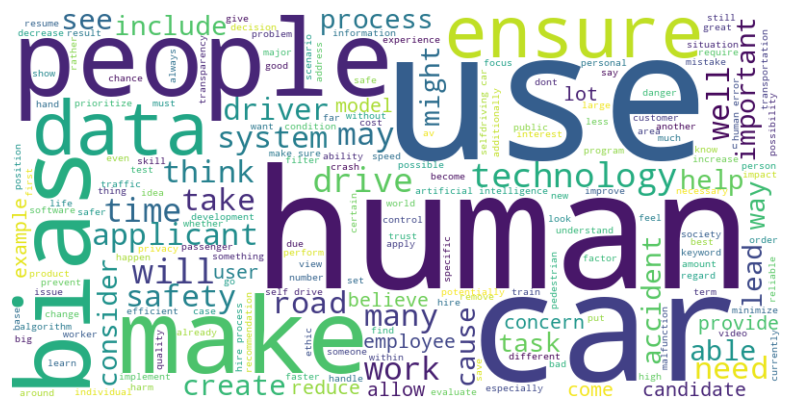 see
include
process
resume
give
decision
still
great
decrease
result
problem
major
good
rather
information
experience
scenario
address
ensure
situation
require
mistake
people
transparency
always
chance
show
safe
use
might
focus
personal
dont
say
well
important
human error
transportation
possibility
hand
prioritize
must
driver
model
lot
selfdriving car
additionally
danger
large
av
public
interest
customer
area
another
much
less
program
know
increase
data
system
want
condition
far
without
cost
may
filter
ability
speed
possible
make sure
crash
bias
position
even
skill
test
think
drive
become
technology
help
way
person
impact
first
life
traffic
thing
idea
artificial intelligence
new
improve
necessary
example
time
take
human
certain
world
software
safer
development
whether
control
look
feel
society
best
order
applicant
trust
apply
understand
factor
keyword
amount
regard
reliable
privacy
passenger
something
due
perform
specific
product
happen
view
go
prevent
will
user
number
set
issue
safety
self drive
road
believe
potentially
remove
train
pedestrian
accident
lead
term
consider
change
efficient
case
many
hire
car
concern
put
provide
minimize
base
algorithm
worker
already
recommendation
find
employee
cause
save
task
malfunction
video
currently
big
quality
make
hire process
ethic
someone
within
different
able
need
learn
create
faster
handle
work
bad
implement
reduce
allow
come
high
candidate
around
individual
harm
evaluate
especially